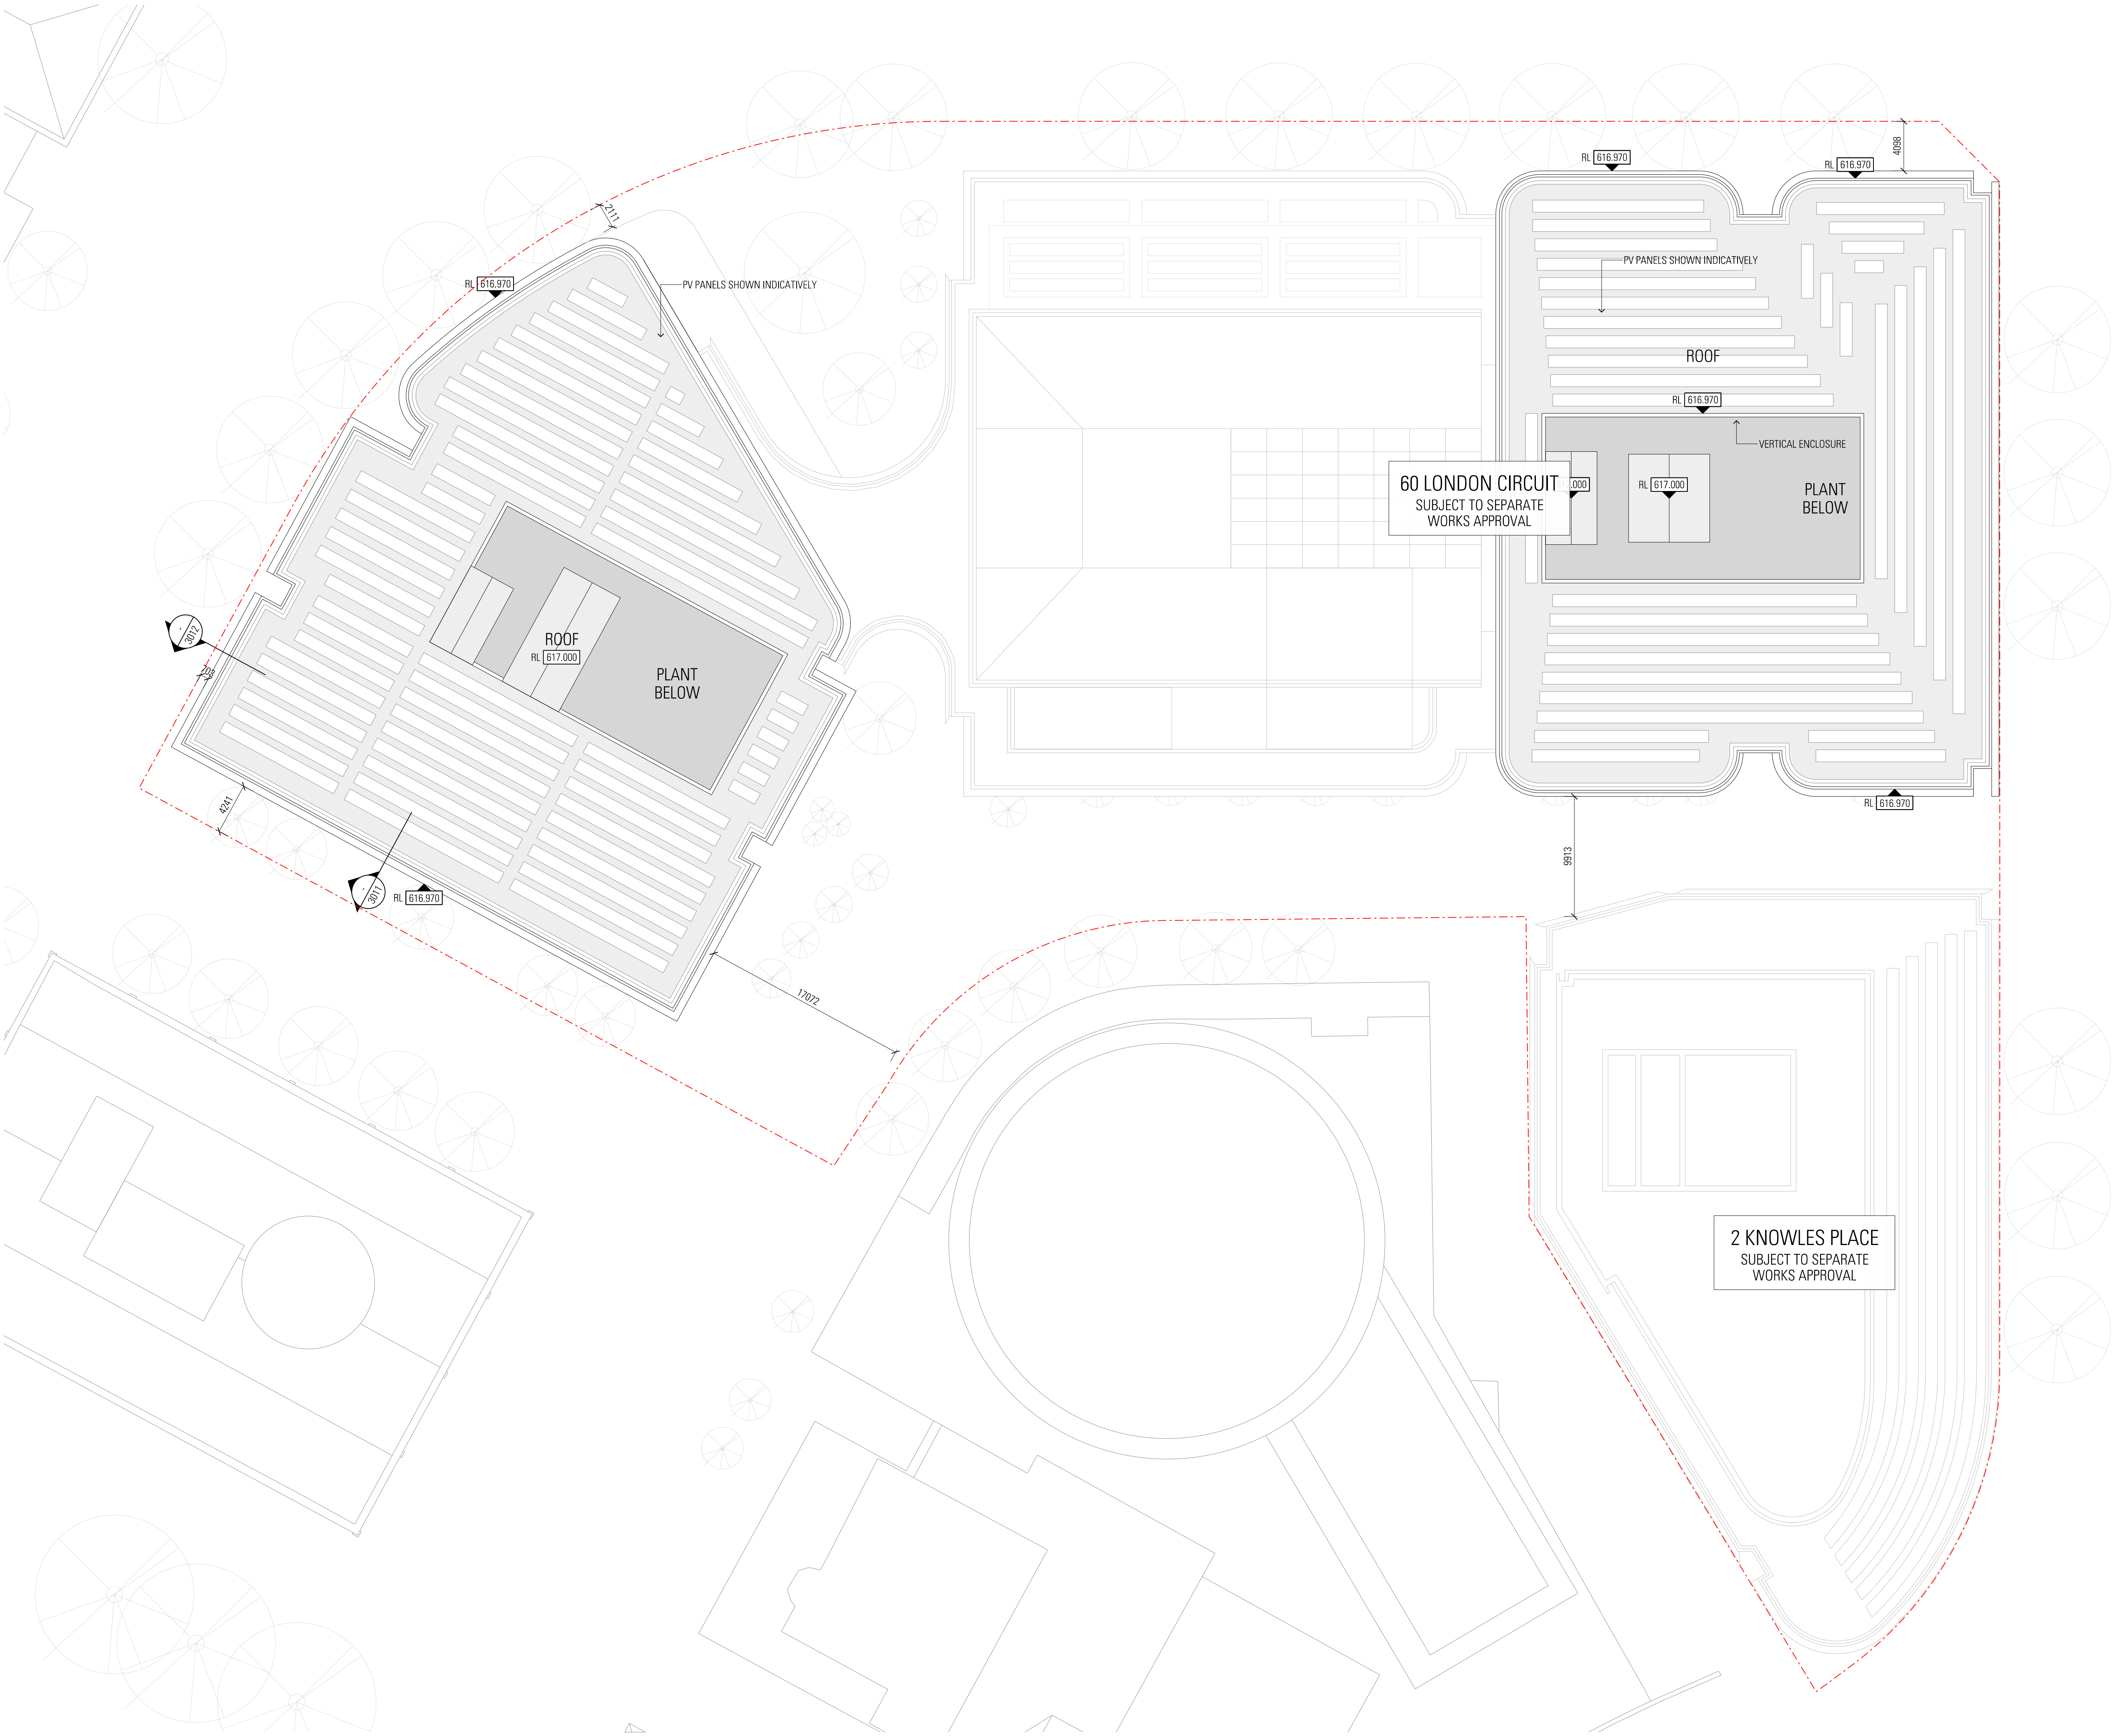 4098
RL 616.970
RL 616.970
2111
RL 616.970
PV PANELS SHOWN INDICATIVELY
PV PANELS SHOWN INDICATIVELY
ROOF
RL 616.970
VERTICAL ENCLOSURE
60 LONDON CIRCUIT
SUBJECT TO SEPARATE
WORKS APPROVAL
.000
RL 617.000
PLANT
BELOW
3012
ROOF
RL 617.000
PLANT
BELOW
203
4241
RL 616.970
9913
3011
RL 616.970
17072
2 KNOWLES PLACE
SUBJECT TO SEPARATE
WORKS APPROVAL